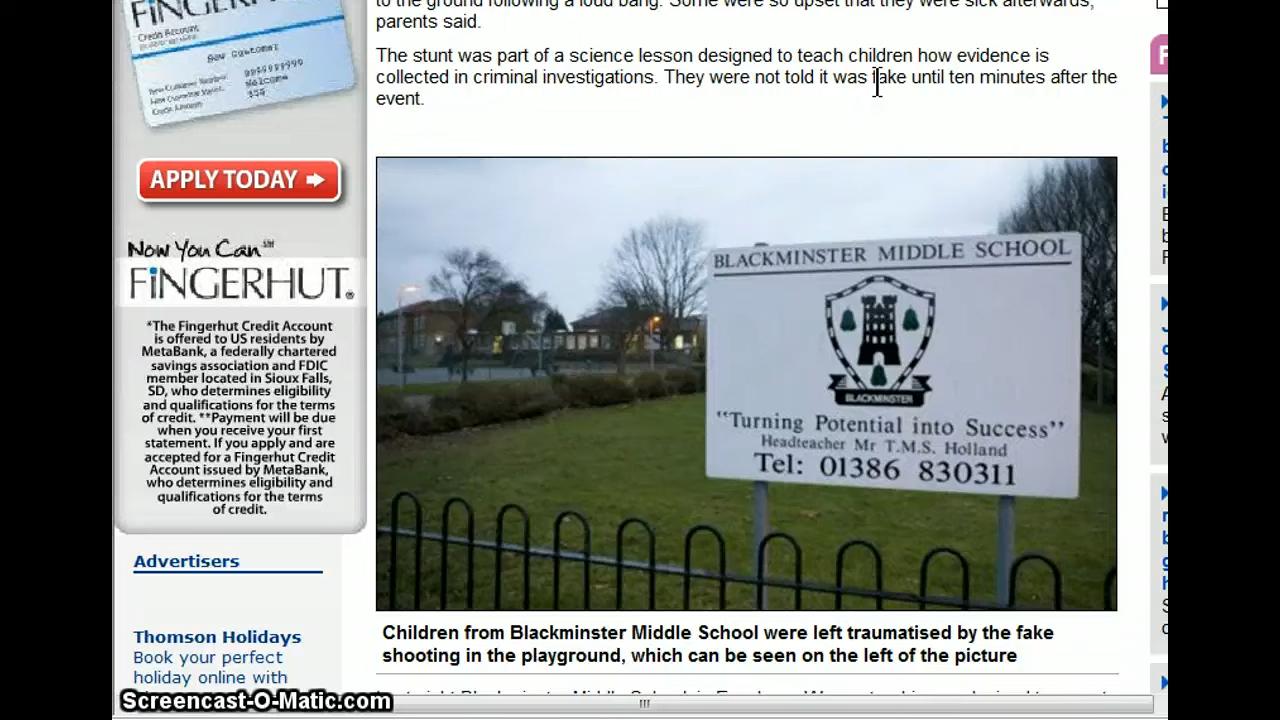 FINGERHUT
Credit Account
New Customer
9999999999
Welcome
to the ground following a loud bang. Some were so upset that they were sick afterwards,
parents said.
The stunt was part of a science lesson designed to teach children how evidence is
collected in criminal investigations. They were not told it was fake until ten minutes after the
event.
APPLY TODAY
Now You Can℠
FINGERHUT®
*The Fingerhut Credit Account
is offered to US residents by
MetaBank, a federally chartered
savings association and FDIC
member located in Sioux Falls,
SD, who determines eligibility
and qualifications for the terms
of credit. **Payment will be due
when you receive your first
statement. If you apply and are
accepted for a Fingerhut Credit
Account issued by MetaBank,
who determines eligibility and
qualifications for the terms
of credit.
BLACKMINSTER MIDDLE SCHOOL
BLACKMINSTER
"Turning Potential into Success"
Headteacher Mr T.M.S. Holland
Tel: 01386 830311
Children from Blackminster Middle School were left traumatised by the fake
shooting in the playground, which can be seen on the left of the picture
Advertisers
Thomson Holidays
Book your perfect
holiday online with
Screencast-O-Matic.com